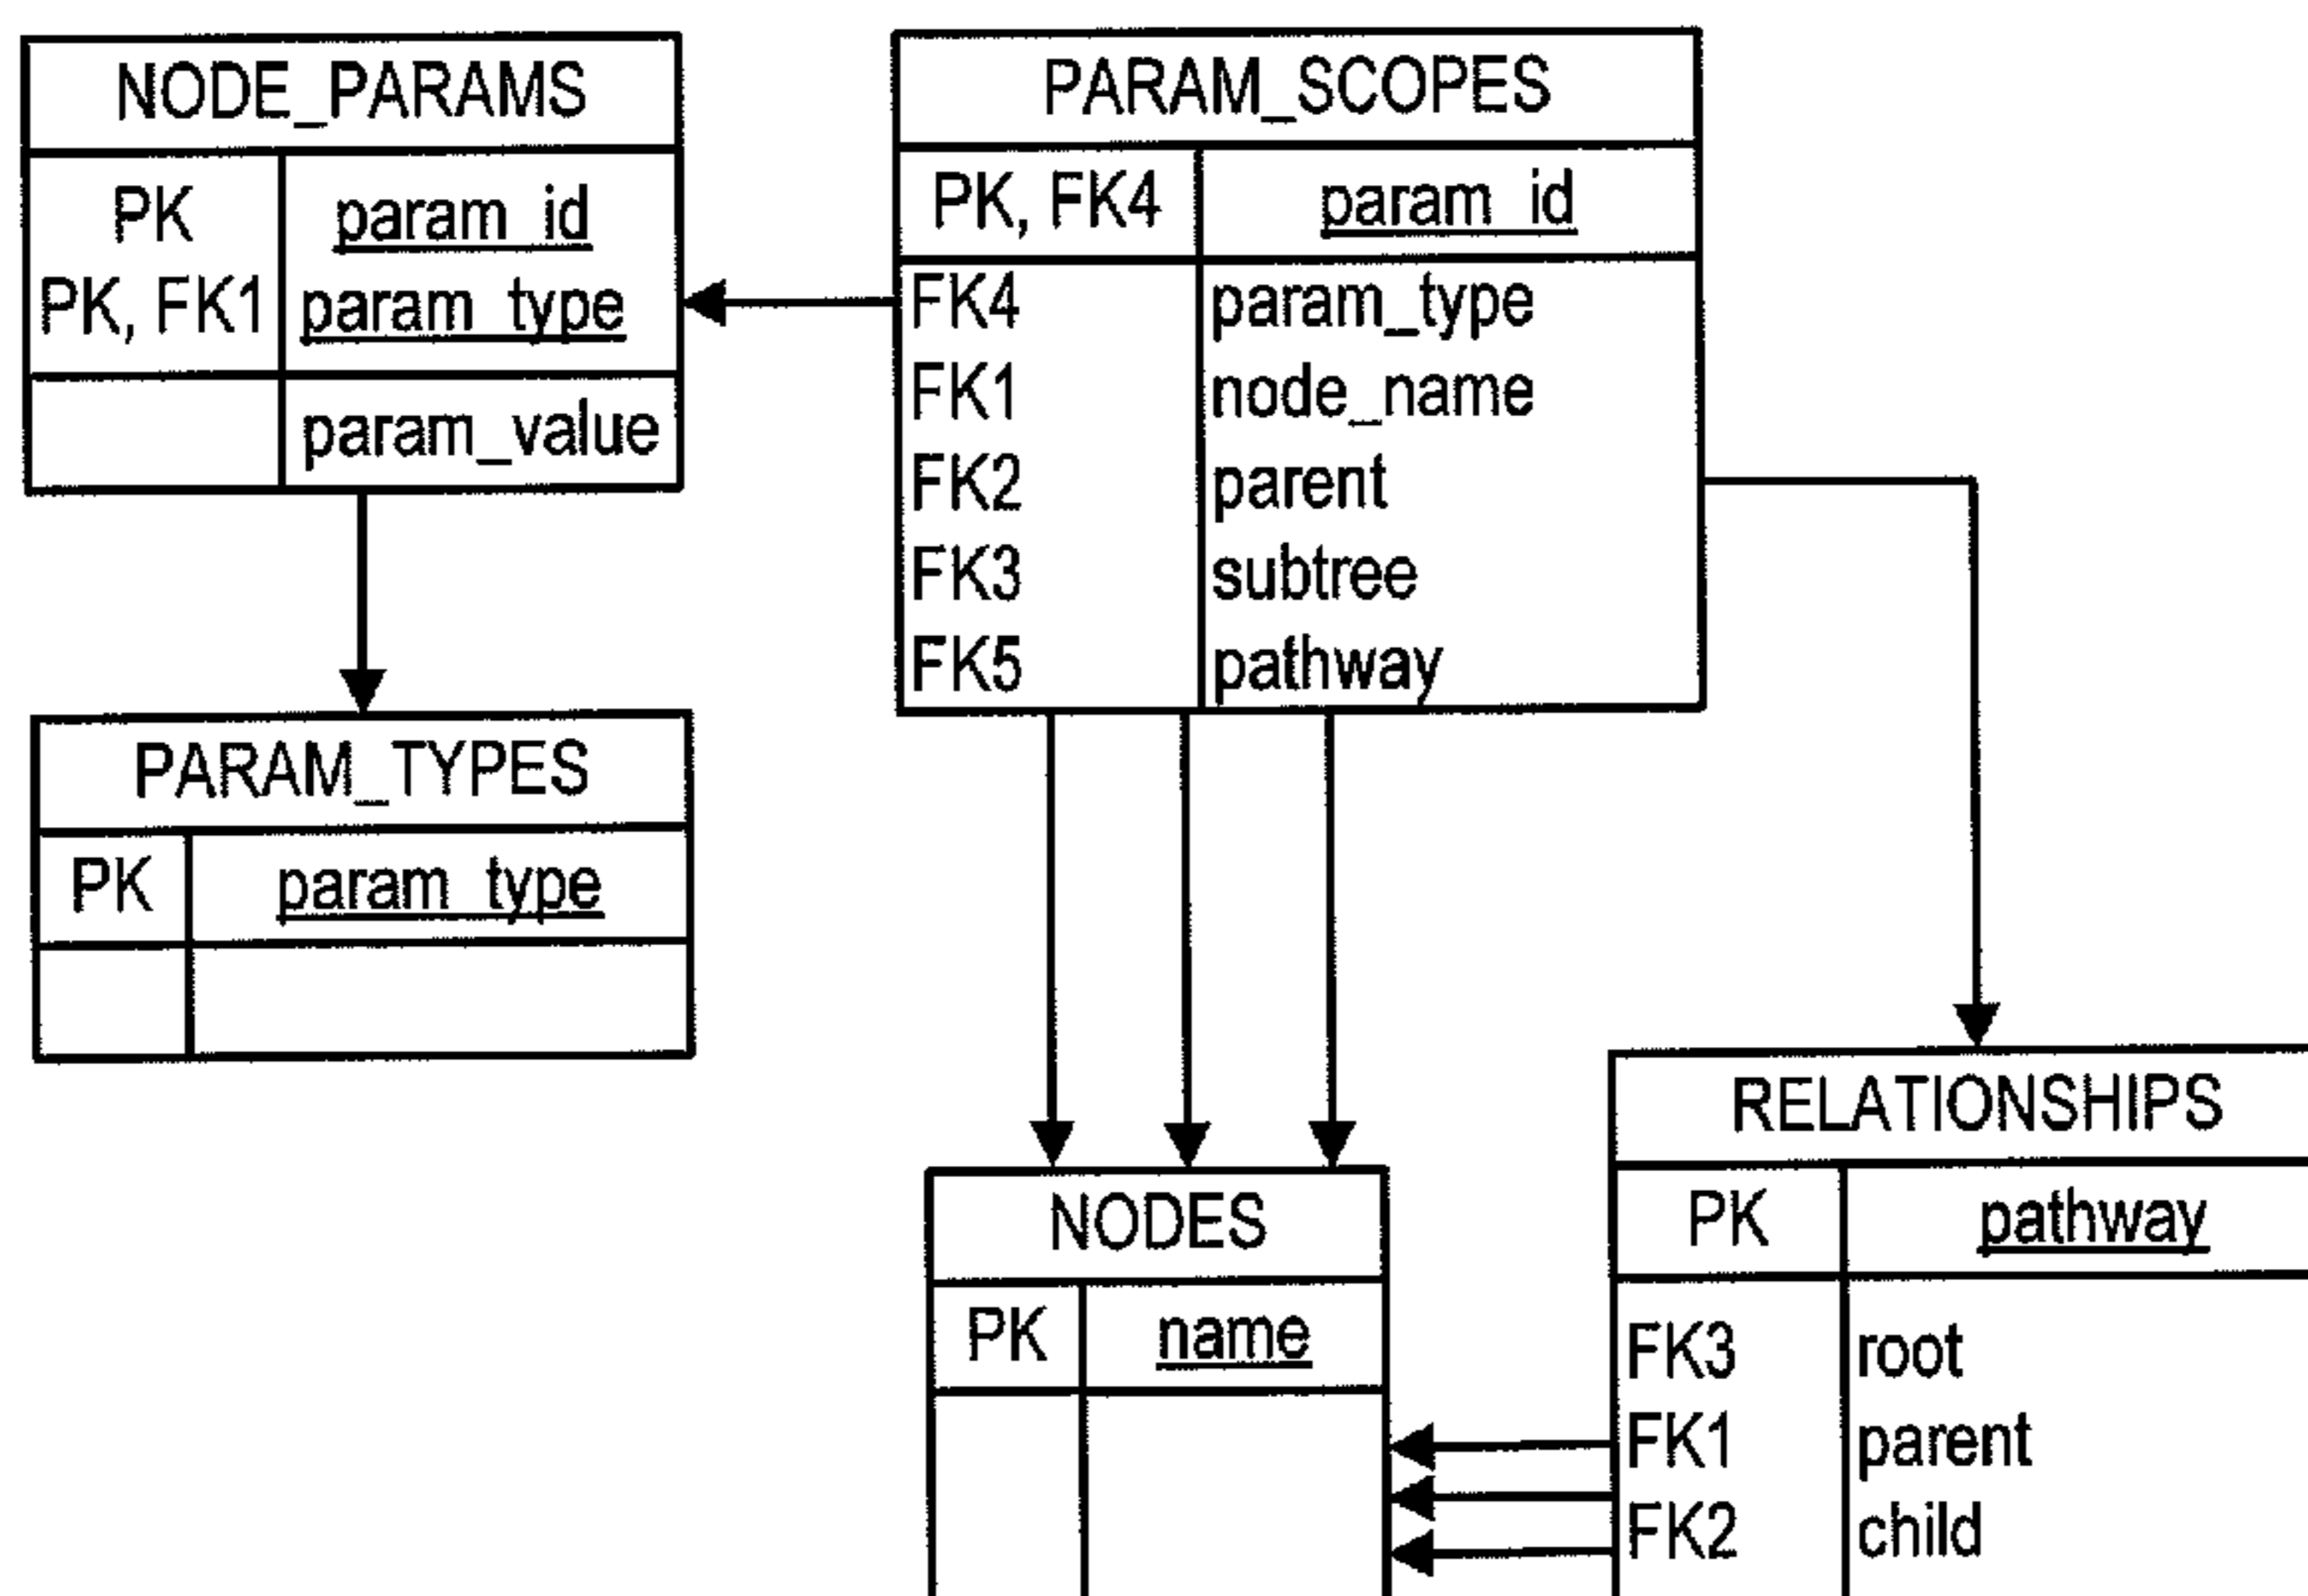 NODE_PARAMS
PK param_id
PK, FK1 param_type
param_value
PARAM_SCOPES
PK, FK4 param_id
FK4 param_type
FK1 node_name
FK2 parent
FK3 subtree
FK5 pathway
PARAM_TYPES
PK param_type
NODES
PK name
RELATIONSHIPS
PK pathway
FK3 root
FK1 parent
FK2 child